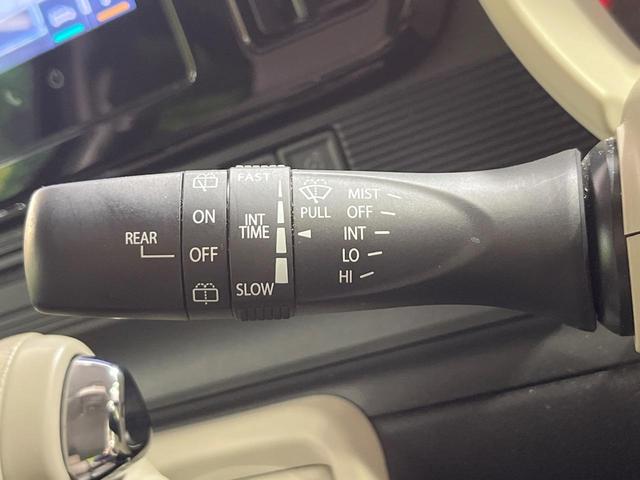 REAR
ON
OFF
FAST
INT
TIME
SLOW
PULL
MIST
OFF
INT
LO
HI